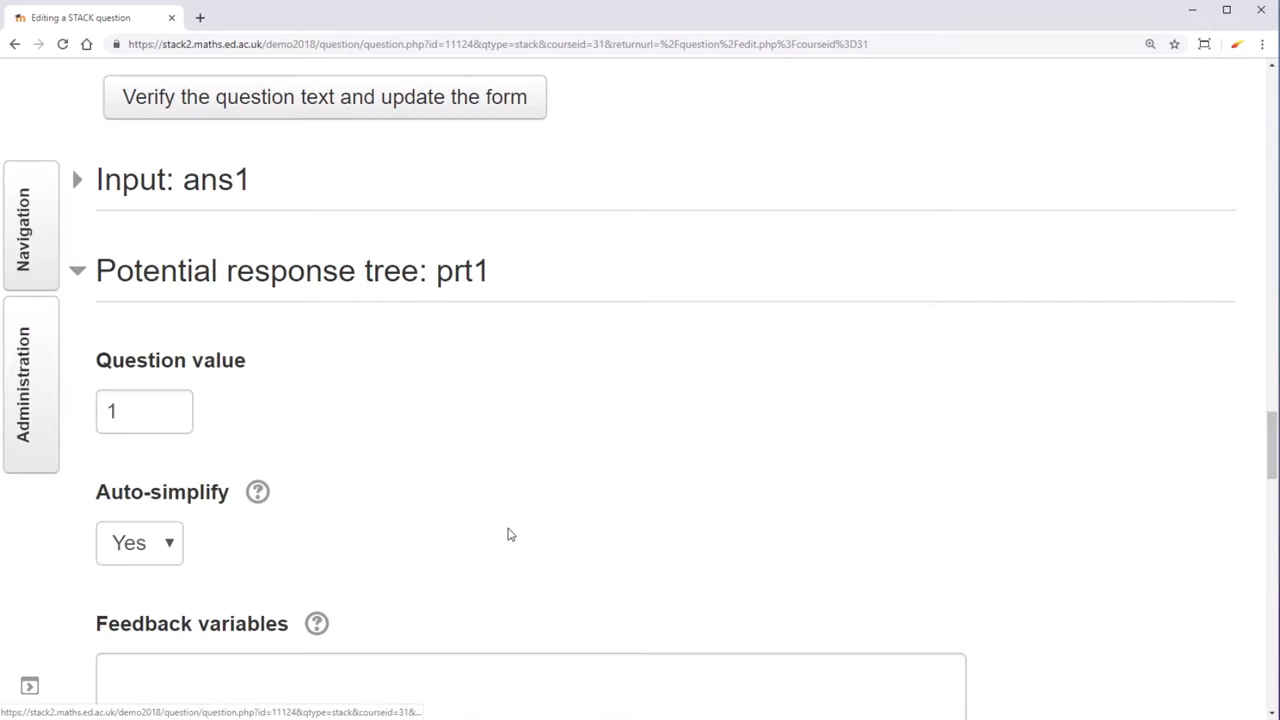 Editing a STACK question
https://stack2.maths.ed.ac.uk/demo2018/question/question.php?id=11124&qtype=stack&courseid=31&returnurl=%2Fquestion%2Fedit.php%3Fcourseid%3D31
Verify the question text and update the form
Navigation
Administration
Input: ans1
Potential response tree: prt1
Question value
1
Auto-simplify
Yes
Feedback variables
https://stack2.maths.ed.ac.uk/demo2018/question/question.php?id=11124&qtype=stack&courseid=31&...